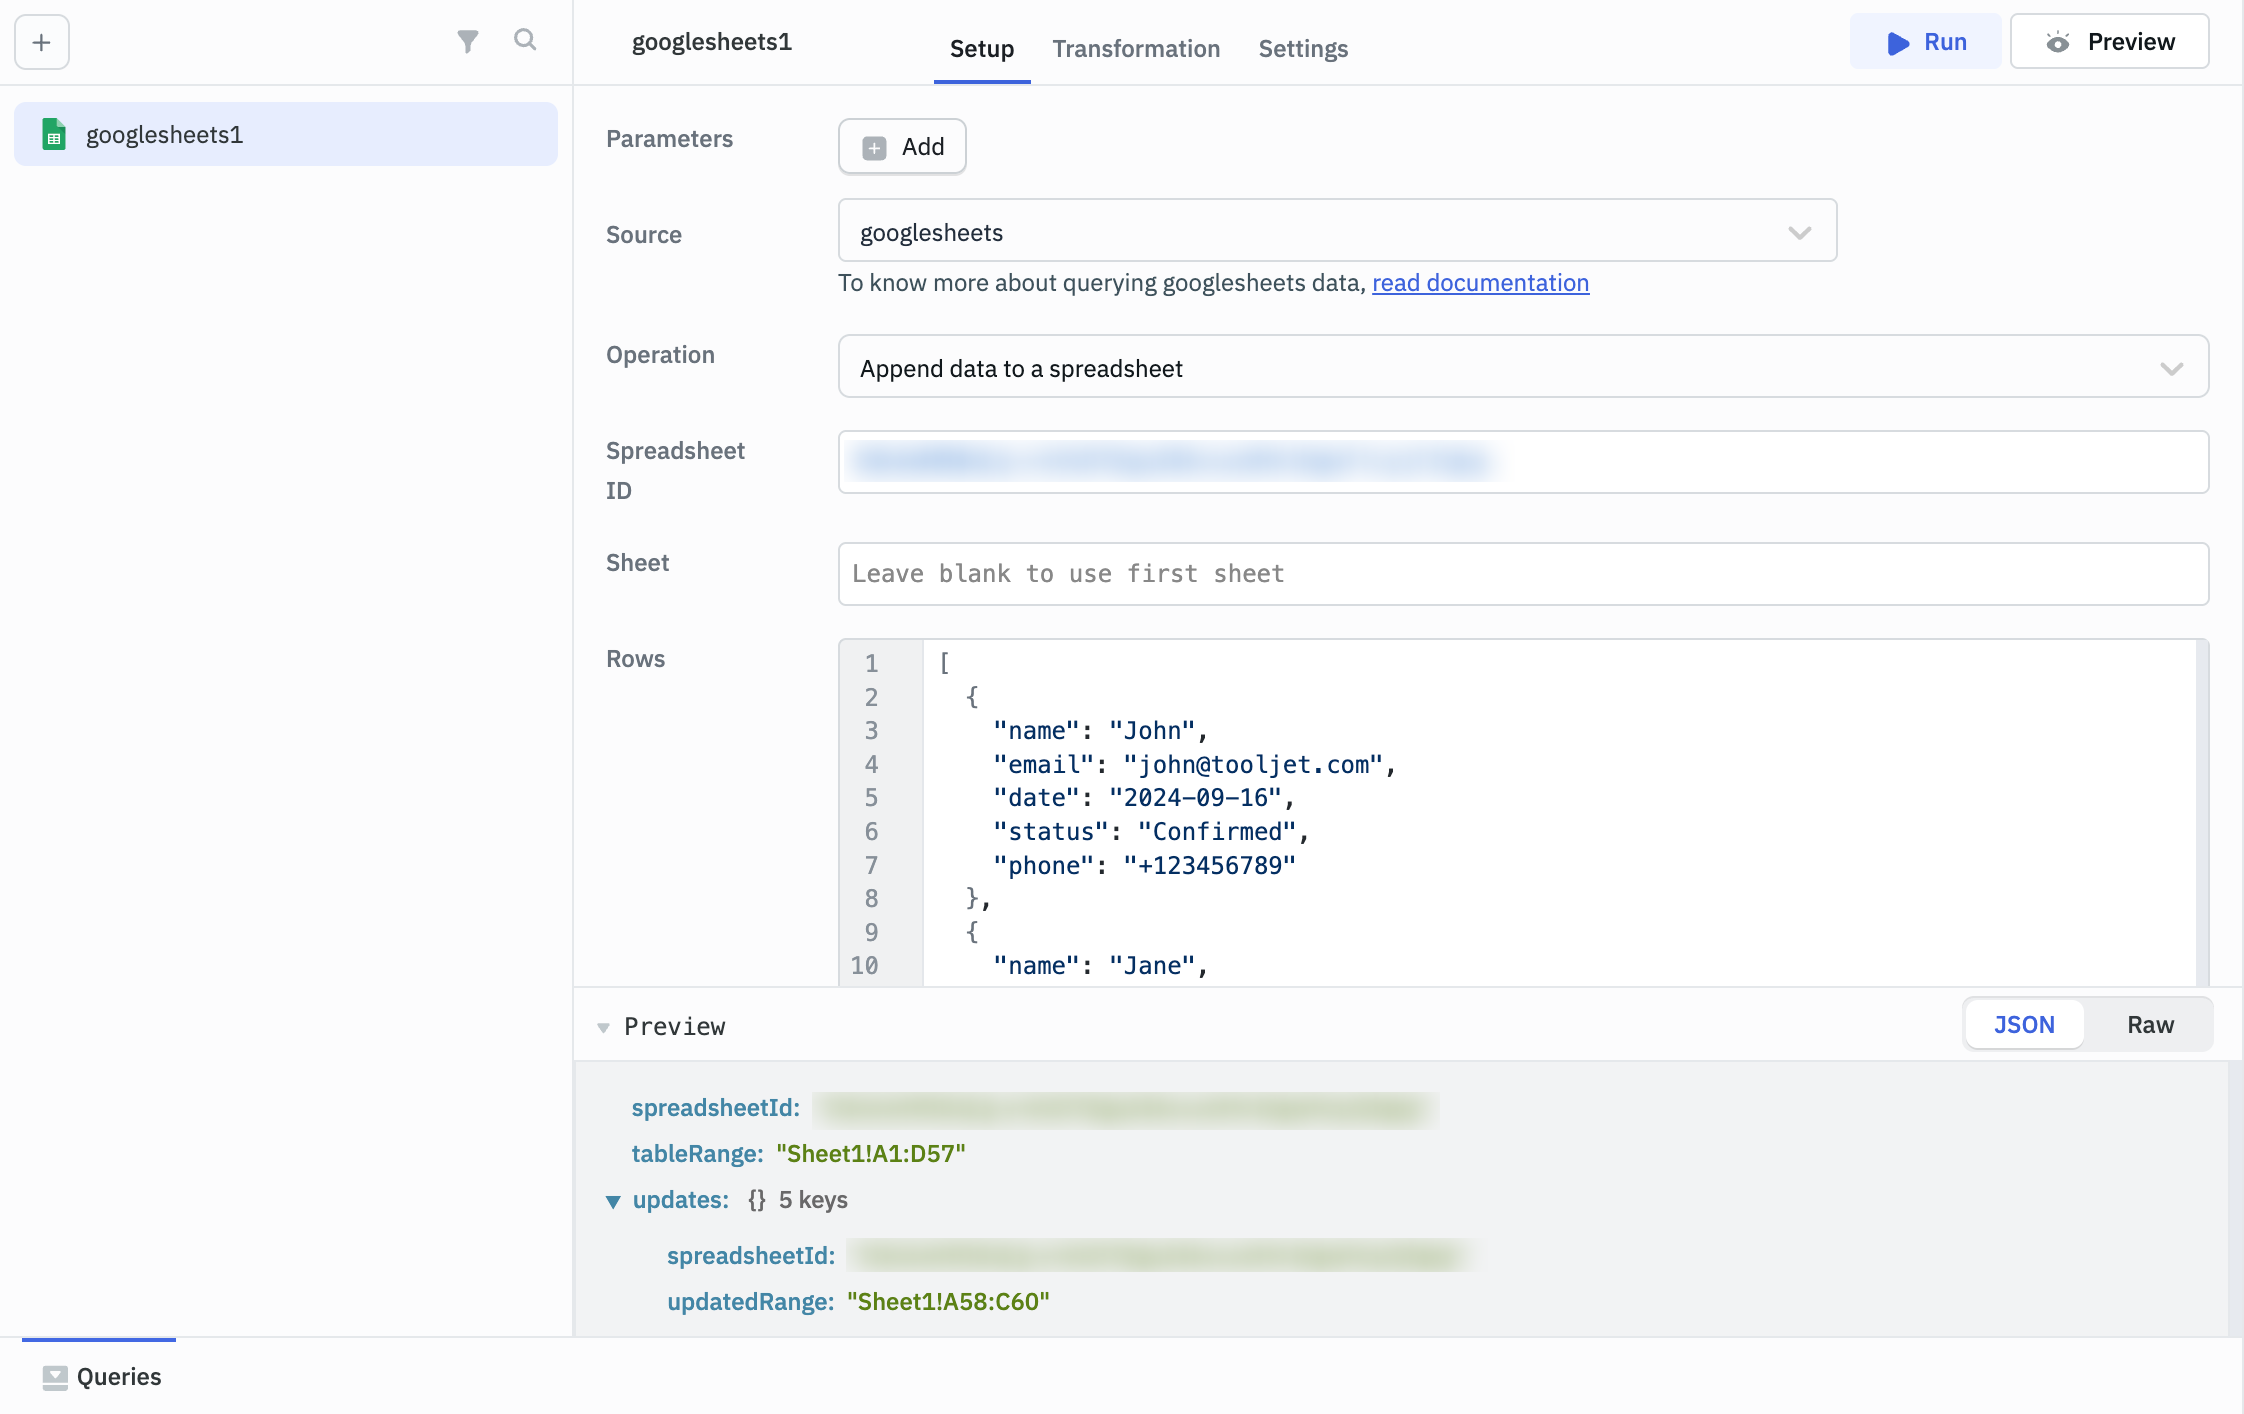 googlesheets1
Setup Transformation Settings
Run
Preview
googlesheets1
Parameters
Add
Source
googlesheets
To know more about querying googlesheets data, read documentation
Operation
Append data to a spreadsheet
Spreadsheet
ID
Sheet
Leave blank to use first sheet
Rows
1 [
2 {
3 "name": "John",
4 "email": "john@tooljet.com",
5 "date": "2024-09-16",
6 "status": "Confirmed",
7 "phone": "+123456789"
8 },
9 {
10 "name": "Jane",
Preview
JSON Raw
spreadsheetId:
tableRange: "Sheet1!A1:D57"
updates: {} 5 keys
spreadsheetId:
updatedRange: "Sheet1!A58:C60"
Queries